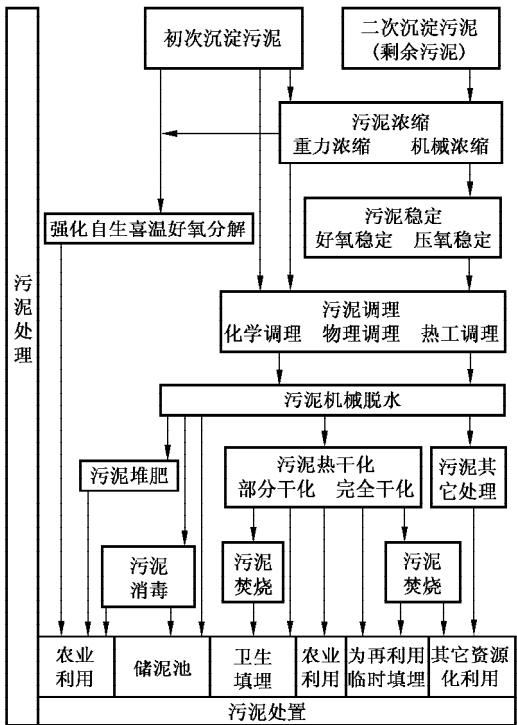 初次沉淀污泥
二次沉淀污泥
(剩余污泥)
污泥浓缩
重力浓缩 机械浓缩
强化自生喜温好氧分解
污泥稳定
好氧稳定 压氧稳定
污泥处理
污泥调理
化学调理 物理调理 热工调理
污泥机械脱水
污泥堆肥
污泥热干化
部分干化 完全干化
污泥其
它处理
污泥
消毒
污泥
焚烧
污泥
焚烧
农业
利用
储泥池
卫生
填埋
农业
利用
为再利用
临时填埋
其它资源
化利用
污泥处置